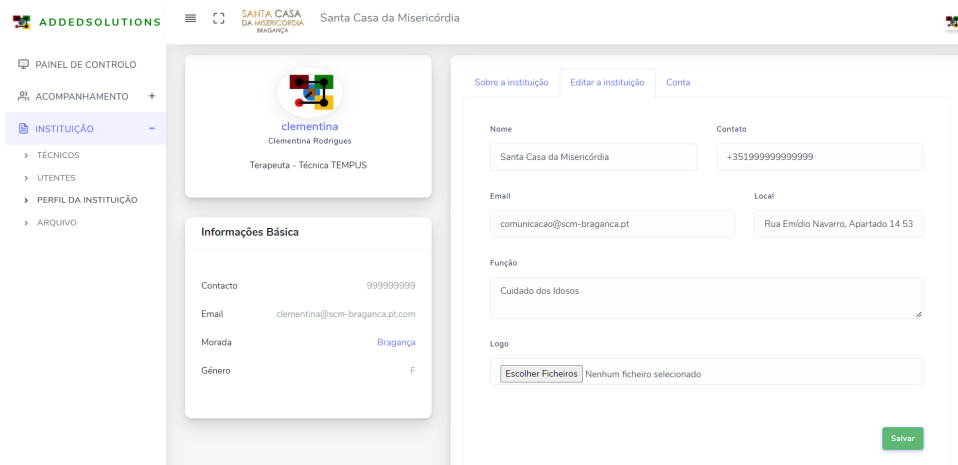 ADDEDSOLUTIONS
SANTA CASA
DA MISERICORDIA
BRAGANÇA
Santa Casa da Misericórdia
PAINEL DE CONTROLO
ACOMPANHAMENTO +
INSTITUIÇÃO −
TÉCNICOS
UTENTES
PERFIL DA INSTITUIÇÃO
ARQUIVO
clementina
Clementina Rodrigues
Terapeuta - Técnica TEMPUS
Informações Básica
Contacto 999999999
Email clementina@scm-braganca.pt.com
Morada Bragança
Género F
Sobre a instituição Editar a instituição Conta
Nome Contato
Santa Casa da Misericórdia +351999999999999
Email Local
comunicacao@scm-braganca.pt Rua Emídio Navarro, Apartado 14 53
Função
Cuidado dos Idosos
Logo
Escolher Ficheiros Nenhum ficheiro selecionado
Salvar